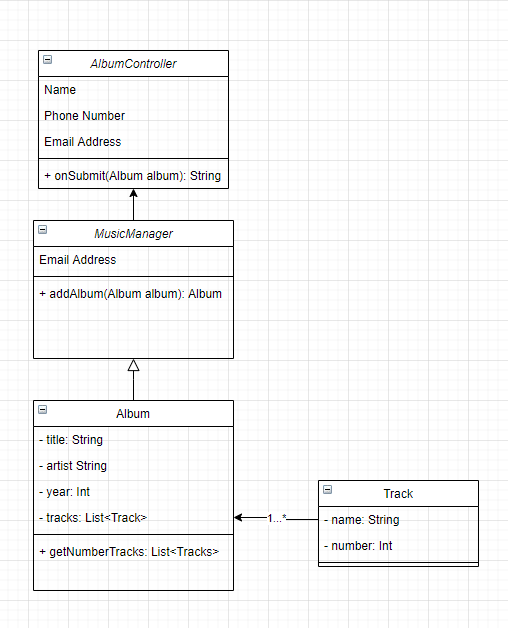 AlbumController
Name
Phone Number
Email Address
+ onSubmit(Album album): String
MusicManager
Email Address
+ addAlbum(Album album): Album
Album
- title: String
- artist String
- year: Int
- tracks: List<Track>
+ getNumberTracks: List<Tracks>
1...*
Track
- name: String
- number: Int